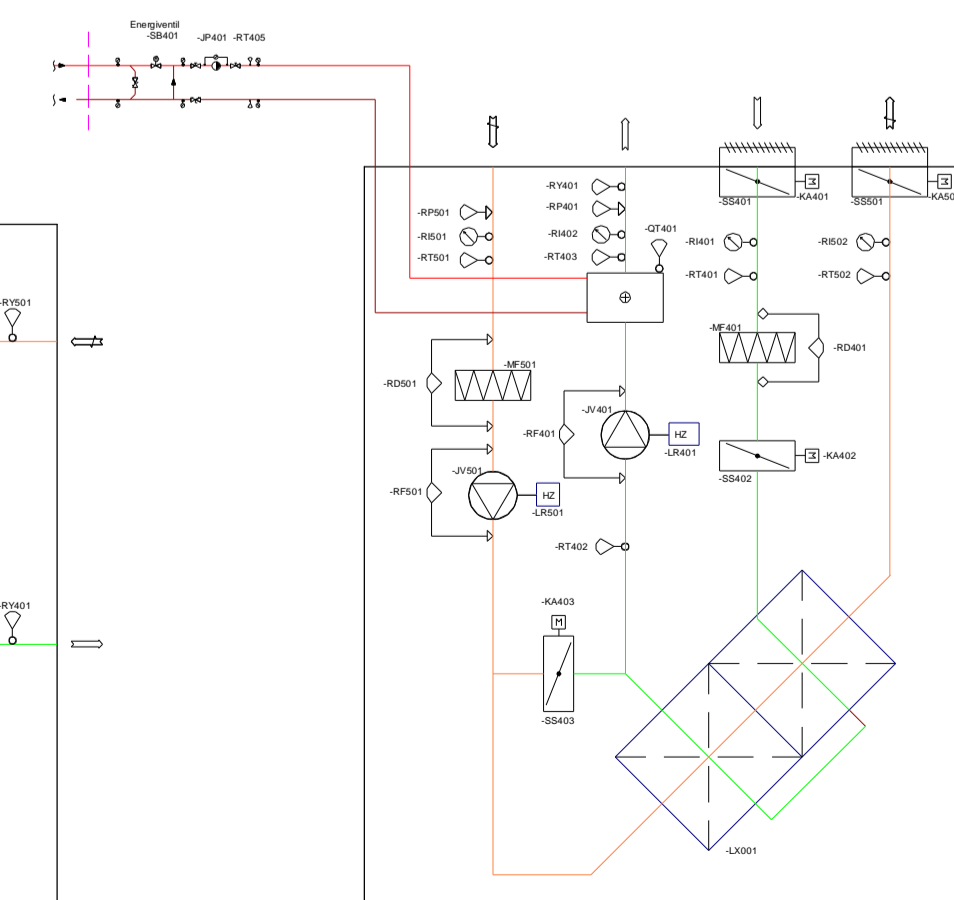 Energiventil
-SB401
-JP401
-RT405
-RY401
-RP401
-RP501
-QT401
M
M
-SS401
-KA401
-SS501
-KA50
-RI501
-RI402
-RI401
-RI502
-RT501
-RT403
-RT401
-RT502
-RY501
-MF401
-RD401
-MF501
-RD501
-JV401
-RF401
HZ
-LR401
M
-KA402
-SS402
-JV501
-RF501
HZ
-LR501
-RT402
-KA403
M
-RY401
-SS403
-LX001